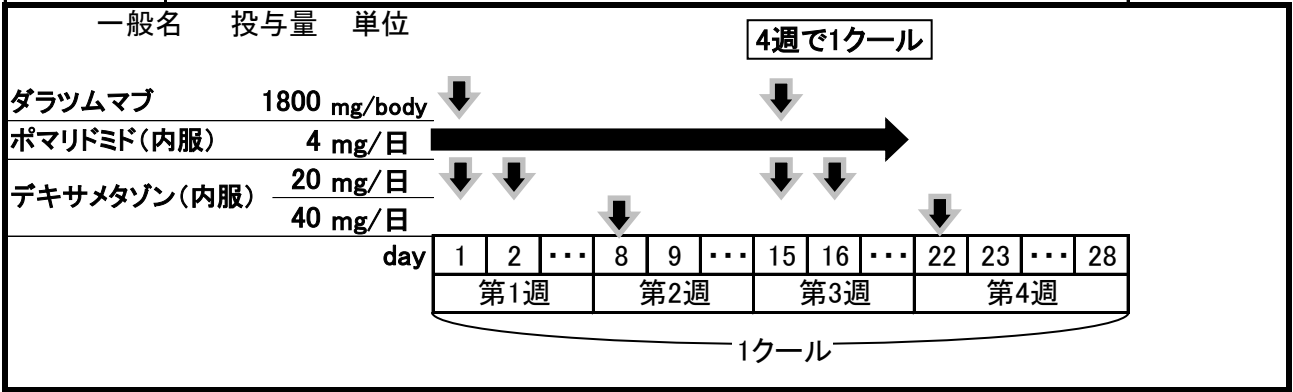 一般名 投与量 単位
4週で1クール
ダラツムマブ 1800 mg/body
ポマリドミド(内服) 4 mg/日
デキサメタゾン(内服) 20 mg/日
40 mg/日
day 1 2 ･･･ 8 9 ･･･ 15 16 ･･･ 22 23 ･･･ 28
第1週 第2週 第3週 第4週
1クール